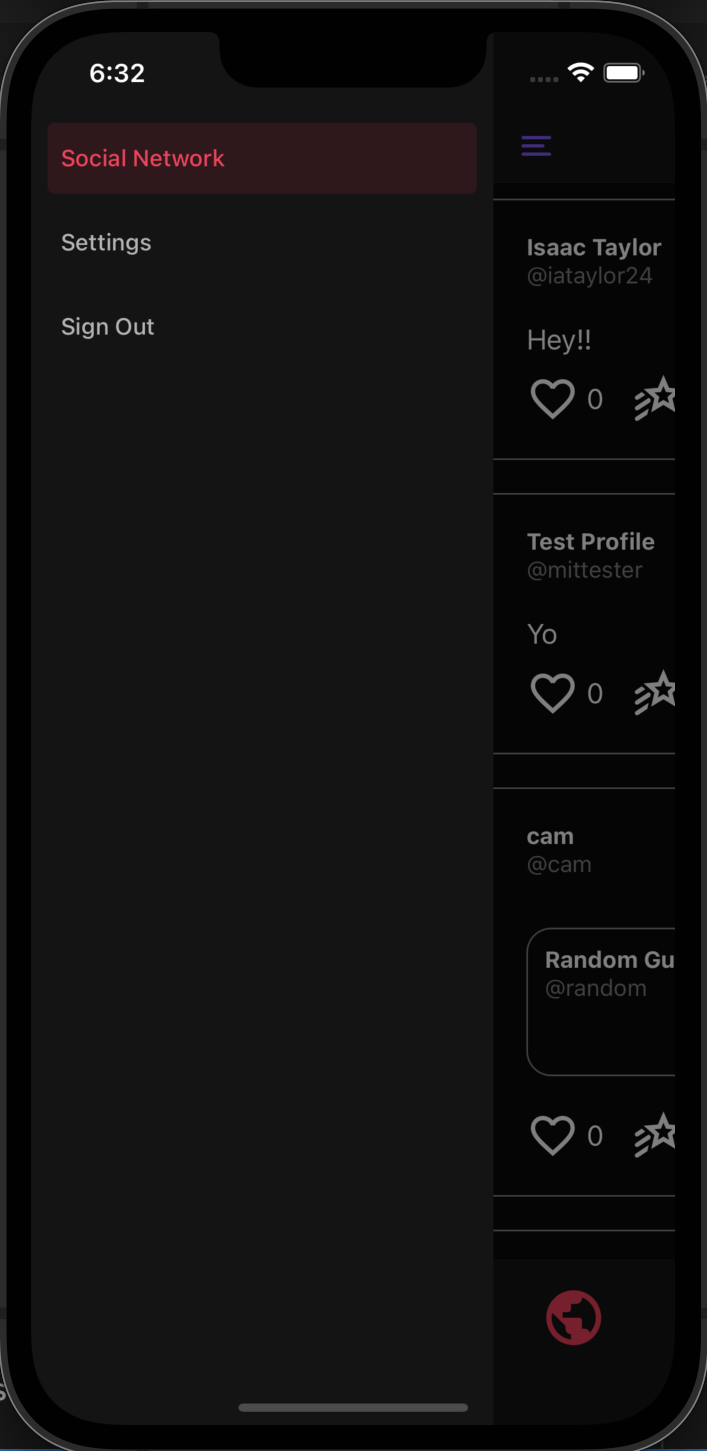 6:32
Social Network
Settings
Sign Out
Isaac Taylor
@iataylor24
Hey!!
0
Test Profile
@mittester
Yo
0
cam
@cam
Random Gu
@random
0